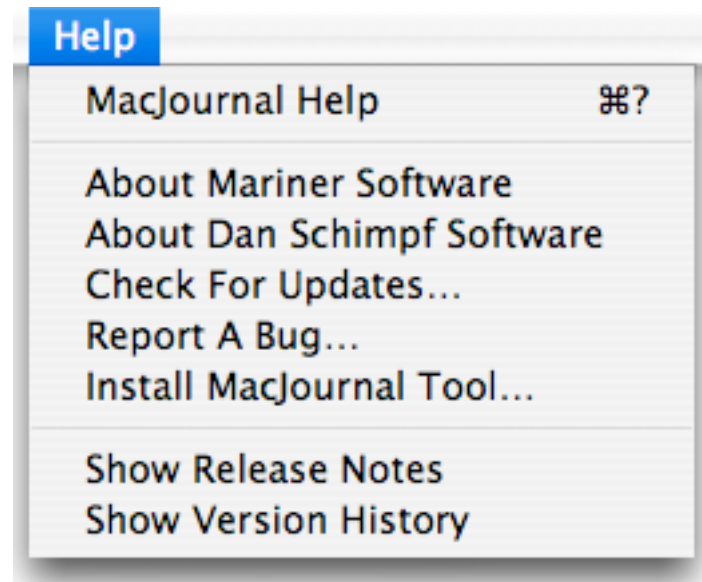 Help
MacJournal Help ⌘?
About Mariner Software
About Dan Schimpf Software
Check For Updates...
Report A Bug...
Install MacJournal Tool...
Show Release Notes
Show Version History